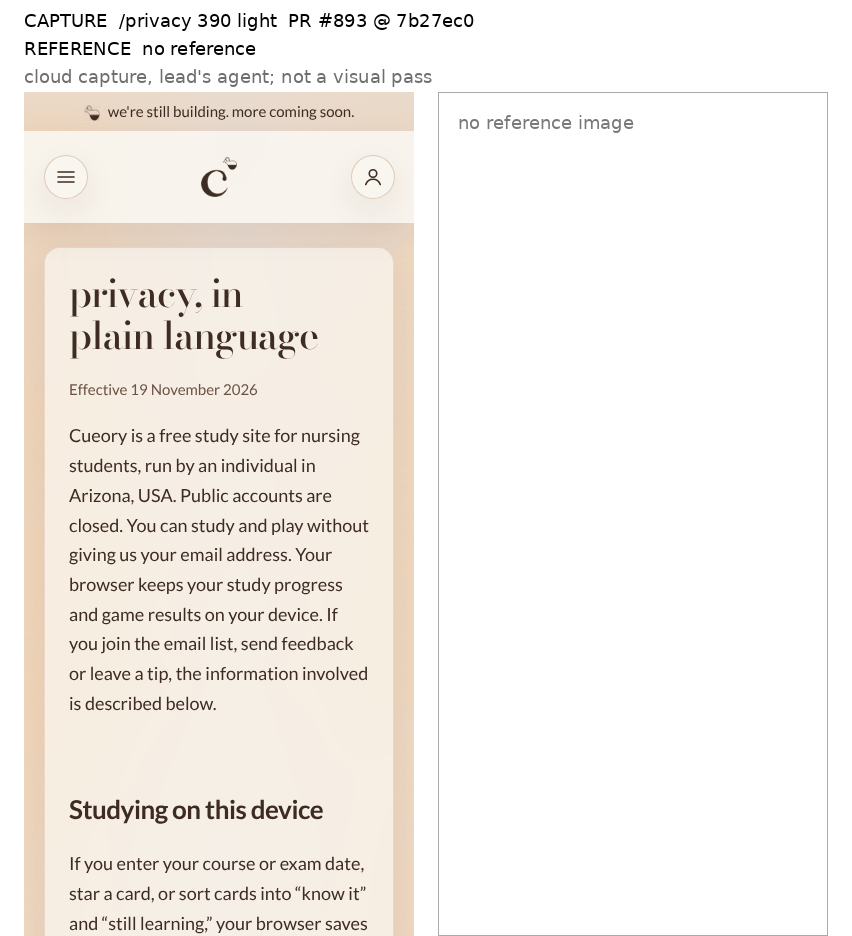 CAPTURE /privacy 390 light PR #893 @ 7b27ec0
REFERENCE no reference
cloud capture, lead's agent; not a visual pass
we're still building. more coming soon.
c
no reference image
privacy, in
plain language
Effective 19 November 2026
Cueory is a free study site for nursing
students, run by an individual in
Arizona, USA. Public accounts are
closed. You can study and play without
giving us your email address. Your
browser keeps your study progress
and game results on your device. If
you join the email list, send feedback
or leave a tip, the information involved
is described below.
Studying on this device
If you enter your course or exam date,
star a card, or sort cards into “know it”
and “still learning,” your browser saves